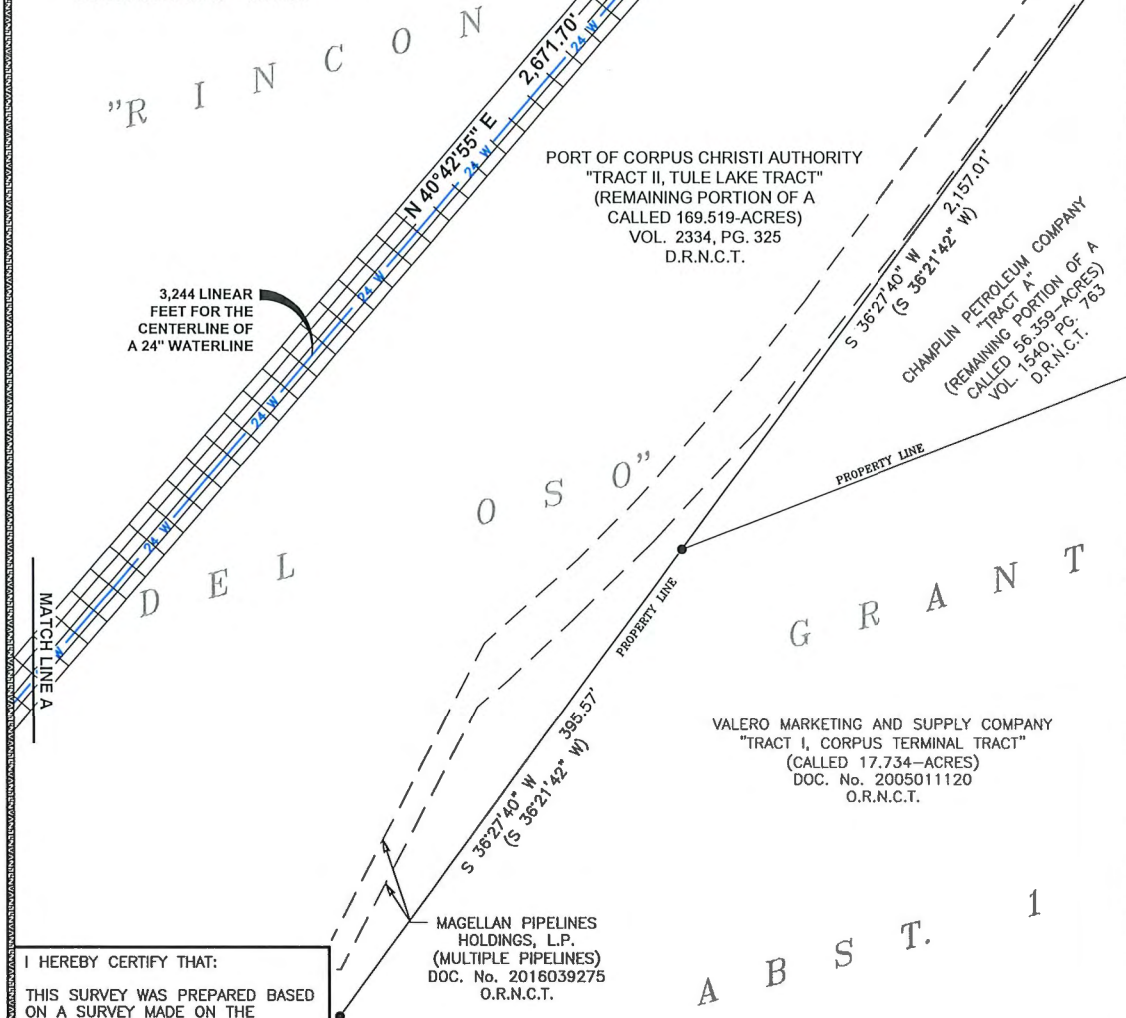 "R I N C O N
2,671.70'
N 40°42'55" E
24 W
24 W
24 W
24 W
24 W
W
3,244 LINEAR
FEET FOR THE
CENTERLINE OF
A 24" WATERLINE
PORT OF CORPUS CHRISTI AUTHORITY
"TRACT II, TULE LAKE TRACT"
(REMAINING PORTION OF A
CALLED 169.519-ACRES)
VOL. 2334, PG. 325
D.R.N.C.T.
S 36°27'40" W 2,157.01'
(S 36°21'42" W)
CHAMPLIN PETROLEUM COMPANY
"TRACT A"
(REMAINING PORTION OF A
CALLED 56.359-ACRES)
VOL. 1540, PG. 763
D.R.N.C.T.
PROPERTY LINE
D E L O S O"
G R A N T
MATCH LINE A
PROPERTY LINE
S 36°27'40" W 395.57'
(S 36°21'42" W)
VALERO MARKETING AND SUPPLY COMPANY
"TRACT I, CORPUS TERMINAL TRACT"
(CALLED 17.734-ACRES)
DOC. No. 2005011120
O.R.N.C.T.
MAGELLAN PIPELINES
HOLDINGS, L.P.
(MULTIPLE PIPELINES)
DOC. No. 2016039275
O.R.N.C.T.
A B S T. 1
I HEREBY CERTIFY THAT:
THIS SURVEY WAS PREPARED BASED
ON A SURVEY MADE ON THE